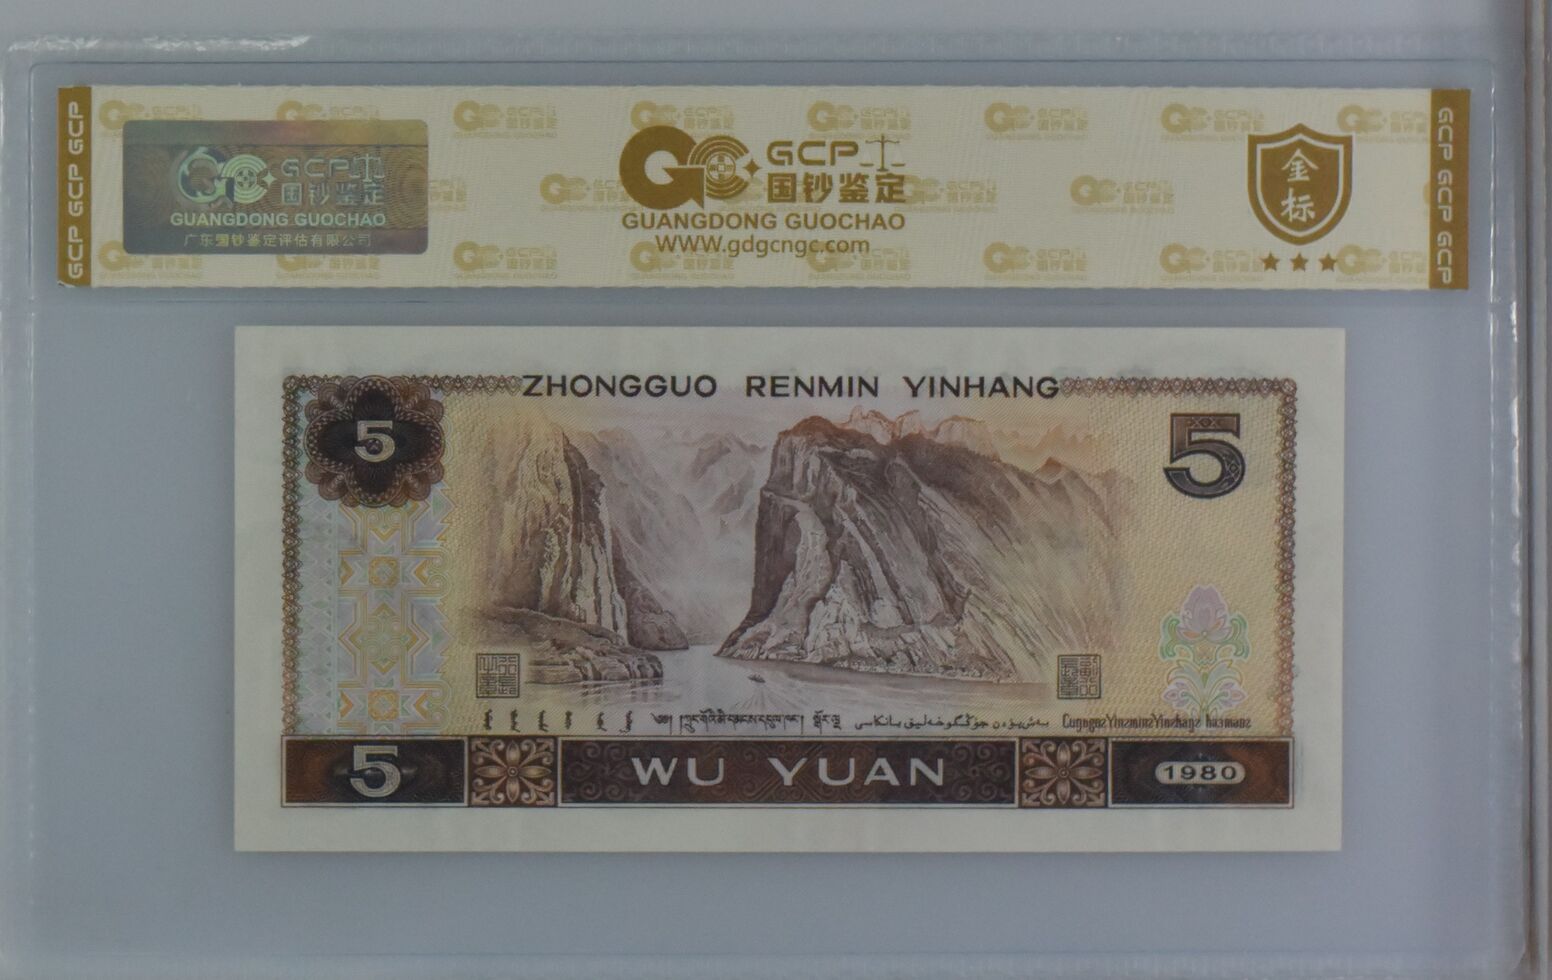 GCP GCP GCP
GCP
国钞鉴定
GUANGDONG GUOCHAO
广东国钞鉴定评估有限公司
GCP
国钞鉴定
GUANGDONG GUOCHAO
WWW.gdgcngc.com
金标
GCP GCP GCP
ZHONGGUO RENMIN YINHANG
5
5
5
WU YUAN
1980